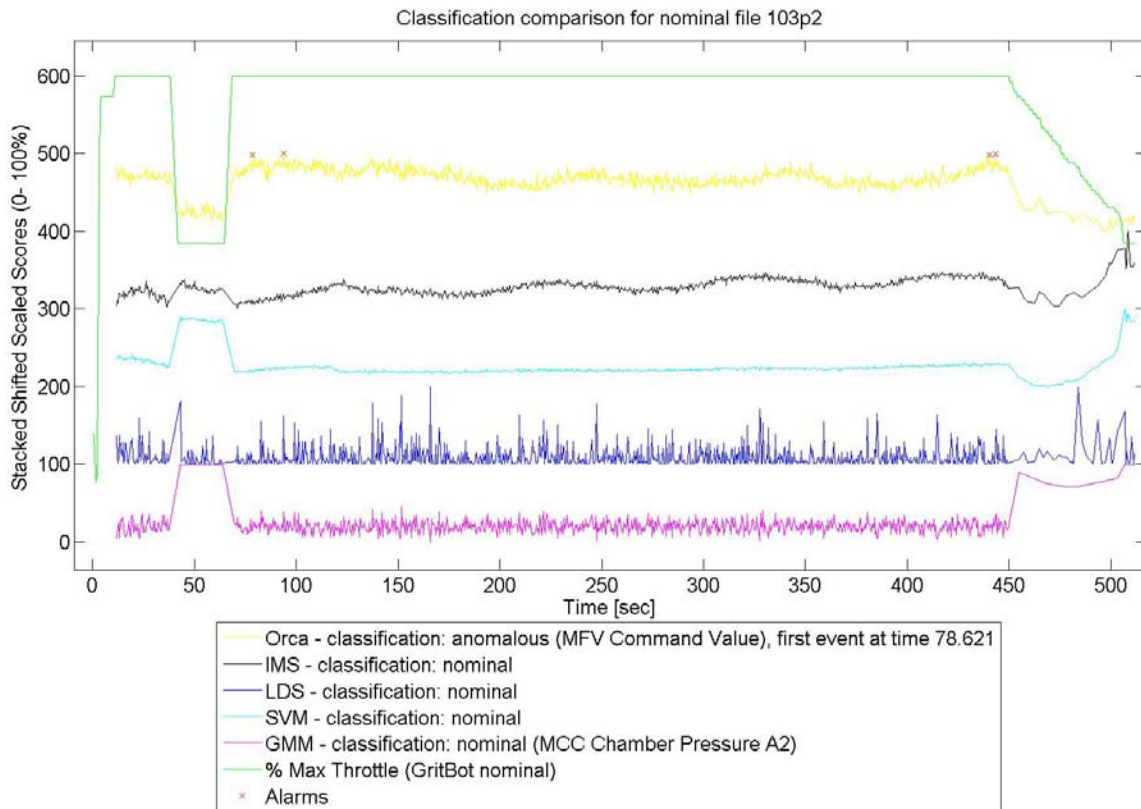 Classification comparison for nominal file 103p2
Stacked Shifted Scaled Scores (0- 100%)
600
500
400
300
200
100
0
0 50 100 150 200 250 300 350 400 450 500
Time [sec]
Orca - classification: anomalous (MFV Command Value), first event at time 78.621
IMS - classification: nominal
LDS - classification: nominal
SVM - classification: nominal
GMM - classification: nominal (MCC Chamber Pressure A2)
% Max Throttle (GritBot nominal)
Alarms